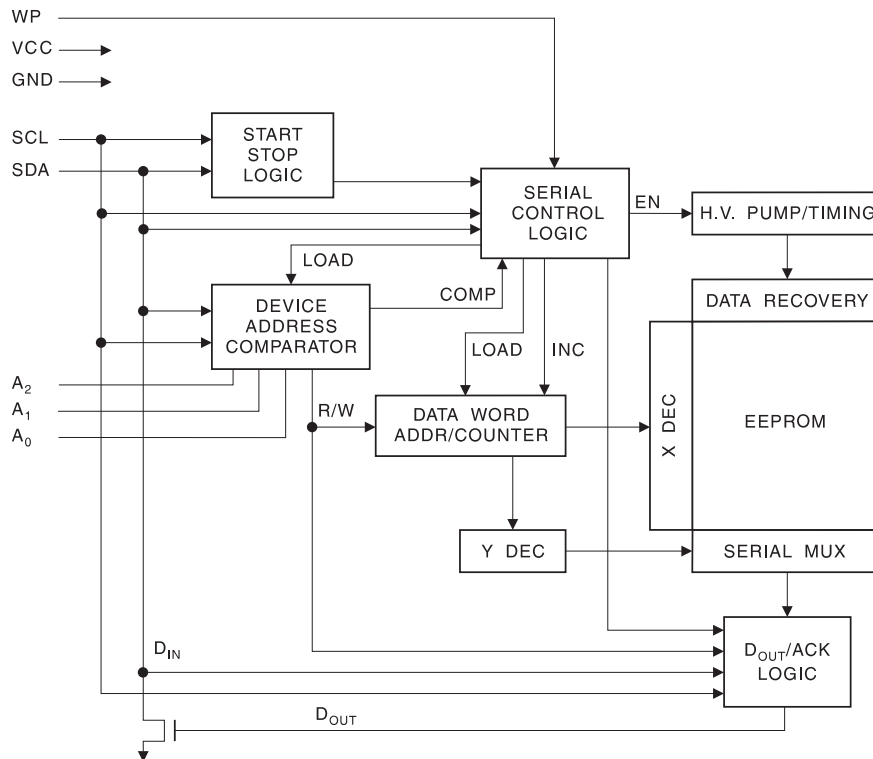 WP
VCC
GND
SCL
SDA
START
STOP
LOGIC
SERIAL
CONTROL
LOGIC
EN
H.V. PUMP/TIMING
LOAD
COMP
DEVICE
ADDRESS
COMPARATOR
DATA RECOVERY
LOAD
INC
A2
A1
A0
R/W
DATA WORD
ADDR/COUNTER
X DEC
EEPROM
Y DEC
SERIAL MUX
DIN
DOUT/ACK
LOGIC
DOUT